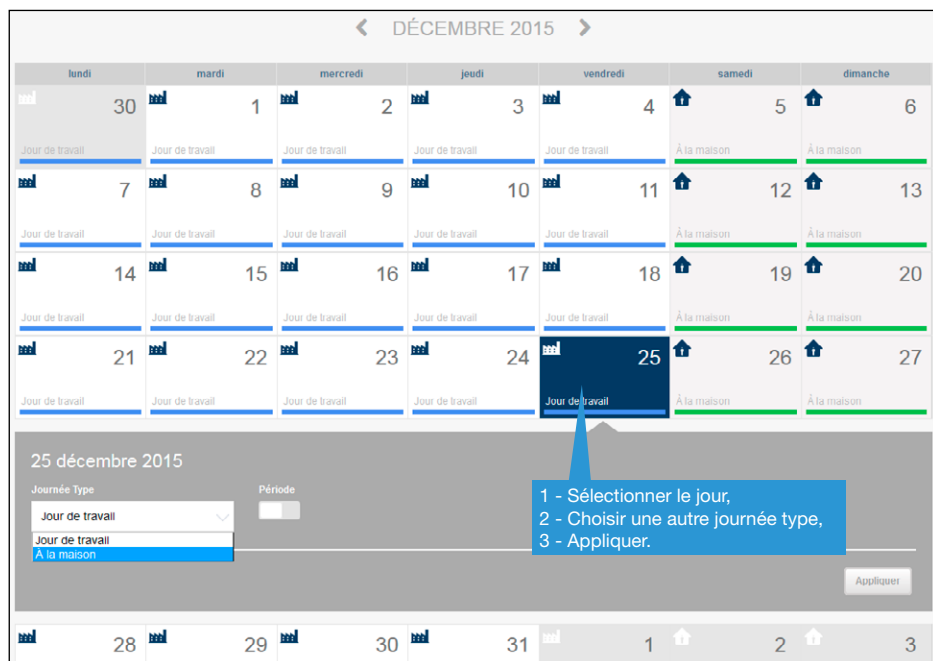 DÉCEMBRE 2015
lundi mardi mercredi jeudi vendredi samedi dimanche
30 1 2 3 4 5 6
Jour de travail Jour de travail Jour de travail Jour de travail Jour de travail À la maison À la maison
7 8 9 10 11 12 13
Jour de travail Jour de travail Jour de travail Jour de travail Jour de travail À la maison À la maison
14 15 16 17 18 19 20
Jour de travail Jour de travail Jour de travail Jour de travail Jour de travail À la maison À la maison
21 22 23 24 25 26 27
Jour de travail Jour de travail Jour de travail Jour de travail Jour de travail À la maison À la maison
25 décembre 2015
Journée Type Période
Jour de travail
Jour de travail
À la maison
1 - Sélectionner le jour,
2 - Choisir une autre journée type,
3 - Appliquer.
Appliquer
28 29 30 31 1 2 3